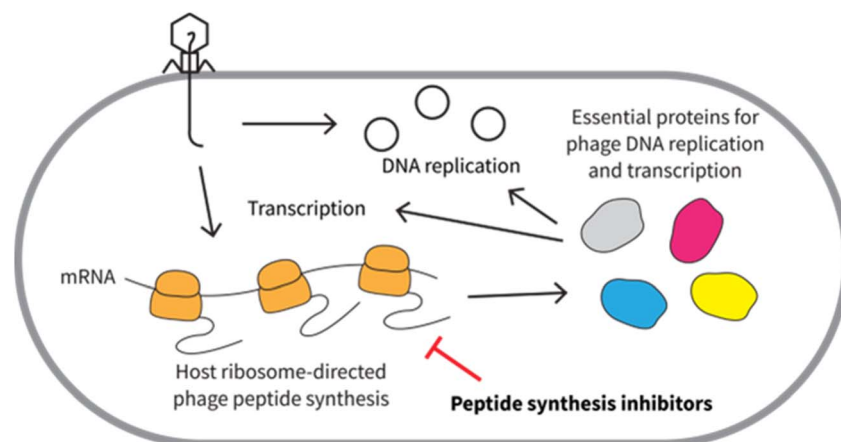 Essential proteins for
phage DNA replication
and transcription
DNA replication
Transcription
mRNA
Host ribosome-directed
phage peptide synthesis
Peptide synthesis inhibitors